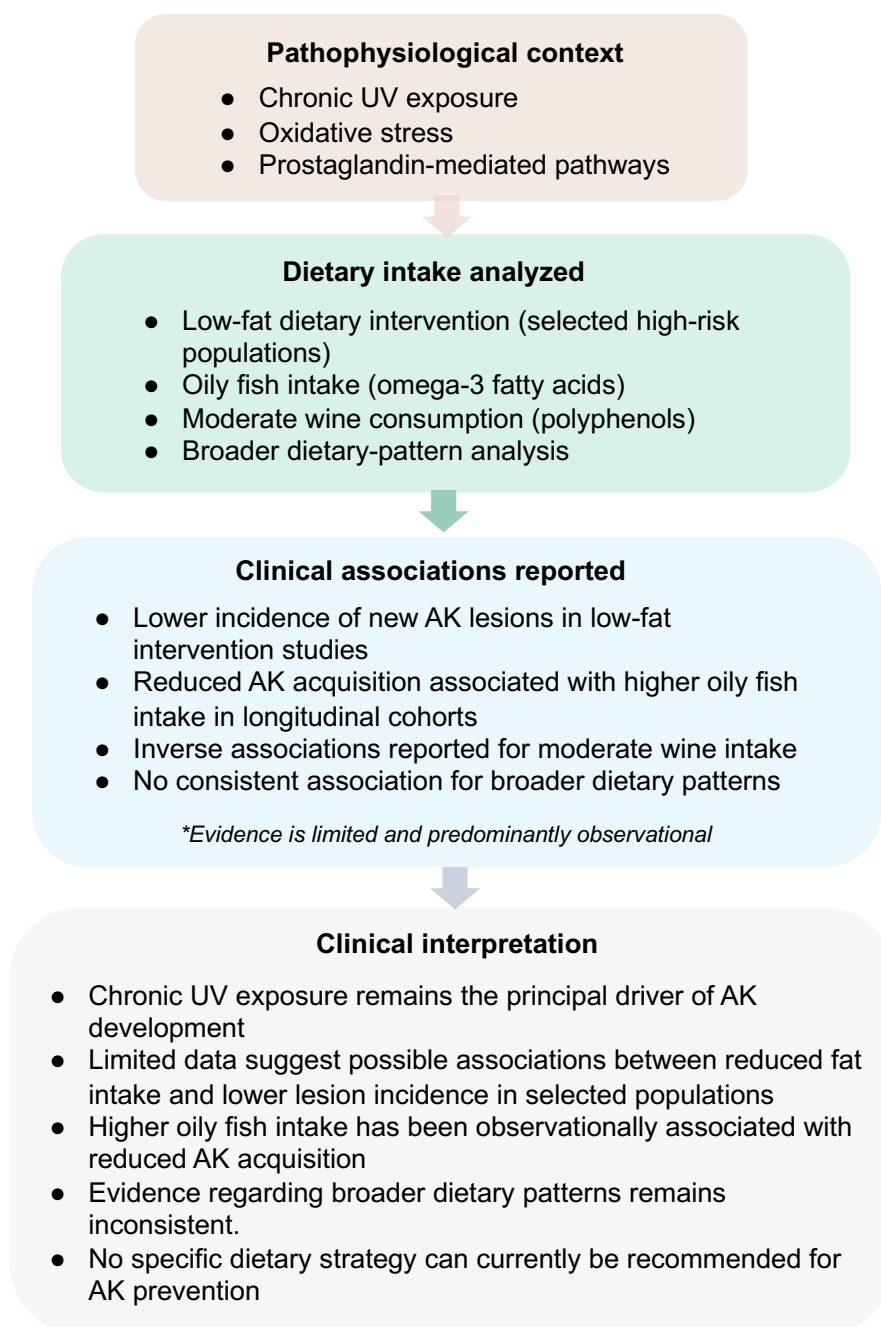 Pathophysiological context
● Chronic UV exposure
● Oxidative stress
● Prostaglandin-mediated pathways
Dietary intake analyzed
● Low-fat dietary intervention (selected high-risk
populations)
● Oily fish intake (omega-3 fatty acids)
● Moderate wine consumption (polyphenols)
● Broader dietary-pattern analysis
Clinical associations reported
● Lower incidence of new AK lesions in low-fat
intervention studies
● Reduced AK acquisition associated with higher oily fish
intake in longitudinal cohorts
● Inverse associations reported for moderate wine intake
● No consistent association for broader dietary patterns
*Evidence is limited and predominantly observational
Clinical interpretation
● Chronic UV exposure remains the principal driver of AK
development
● Limited data suggest possible associations between reduced fat
intake and lower lesion incidence in selected populations
● Higher oily fish intake has been observationally associated with
reduced AK acquisition
● Evidence regarding broader dietary patterns remains
inconsistent.
● No specific dietary strategy can currently be recommended for
AK prevention